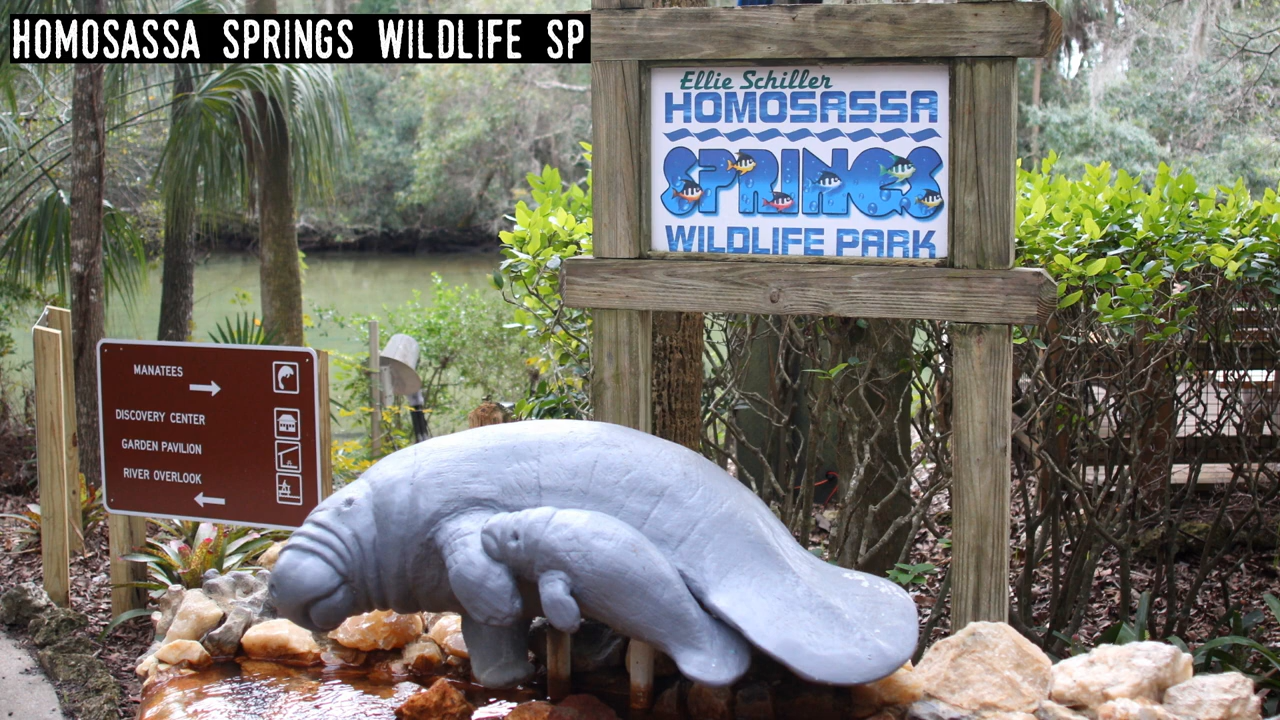 HOMOSASSA SPRINGS WILDLIFE SP
Ellie Schiller
HOMOSASSA
SPRINGS
WILDLIFE PARK
MANATEES
DISCOVERY CENTER
GARDEN PAVILION
RIVER OVERLOOK